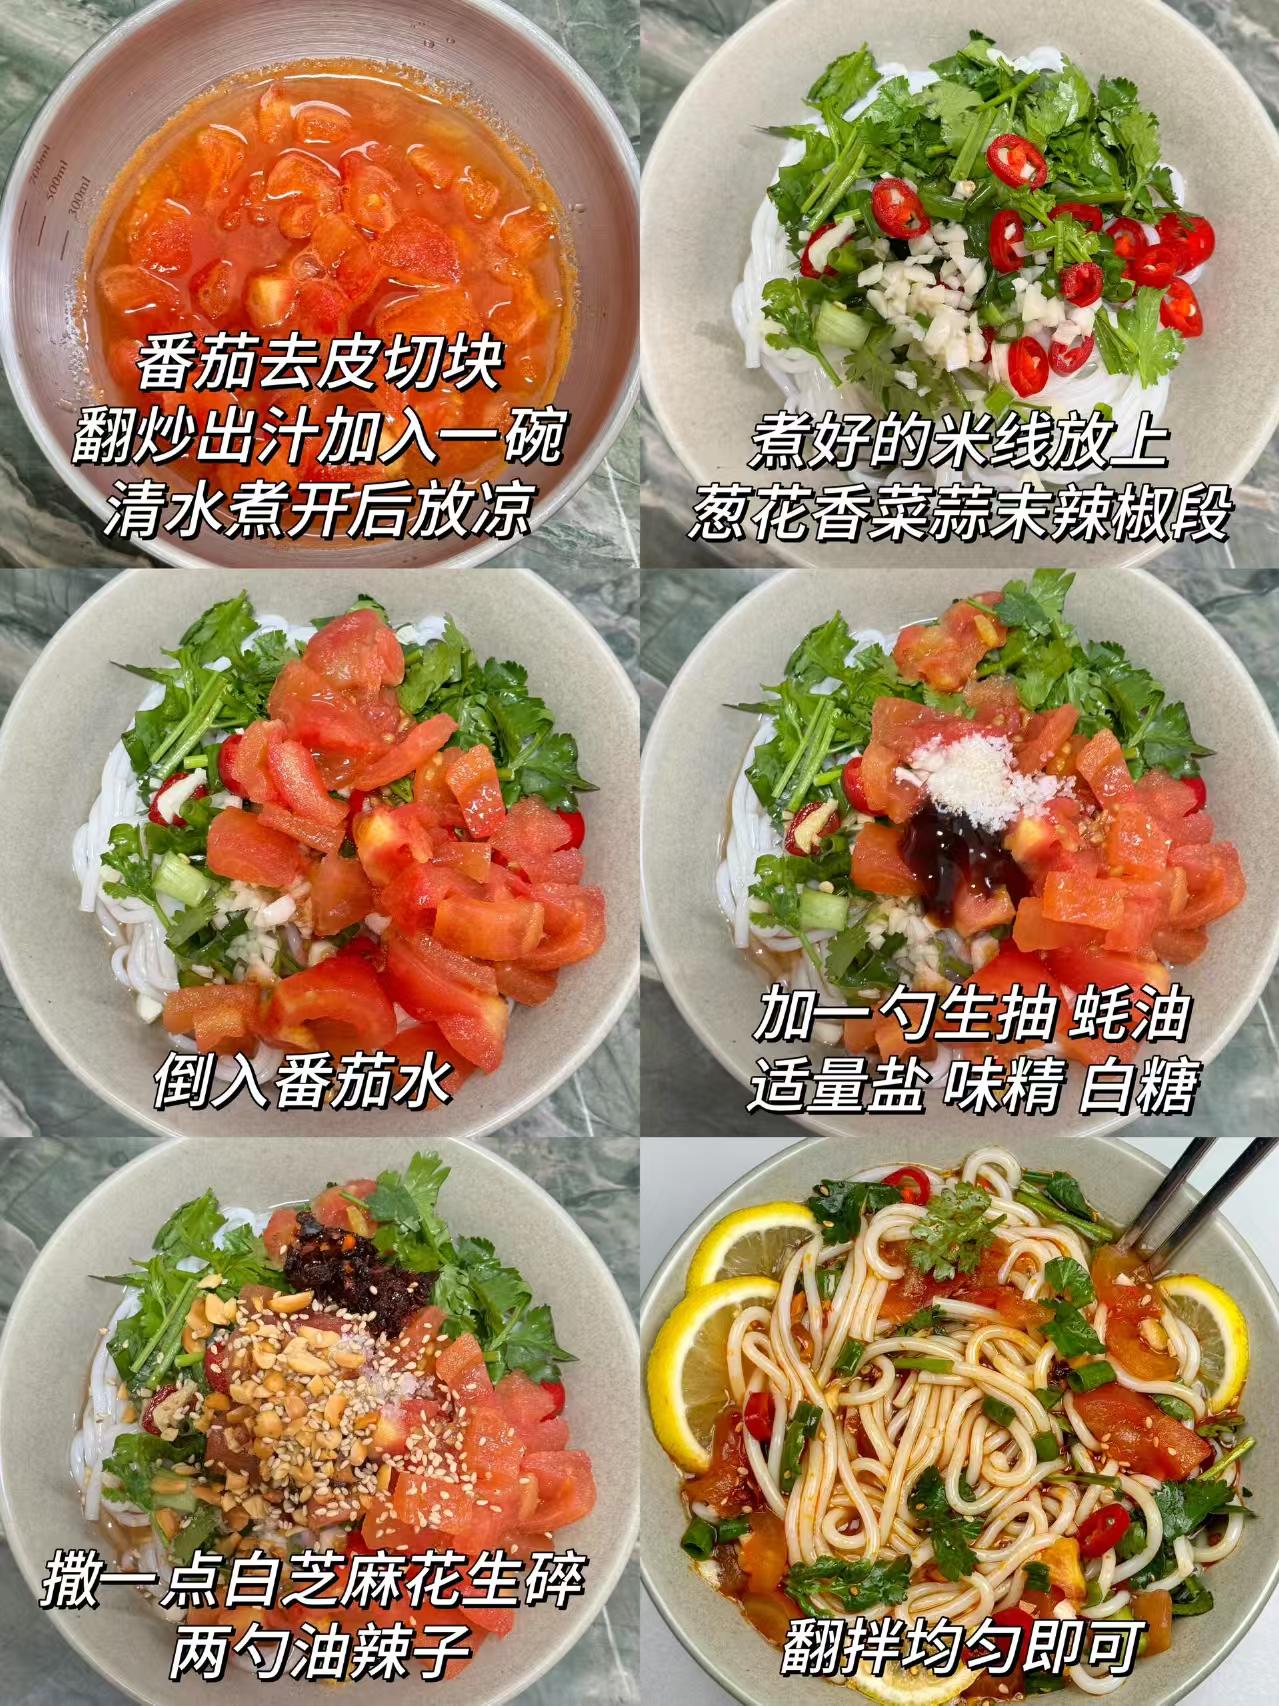 700ml
500ml
300ml
番茄去皮切块
翻炒出汁加入一碗
清水煮开后放凉
煮好的米线放上
葱花香菜蒜末辣椒段
倒入番茄水
加一勺生抽 蚝油
适量盐 味精 白糖
撒一点白芝麻花生碎
两勺油辣子
翻拌均匀即可